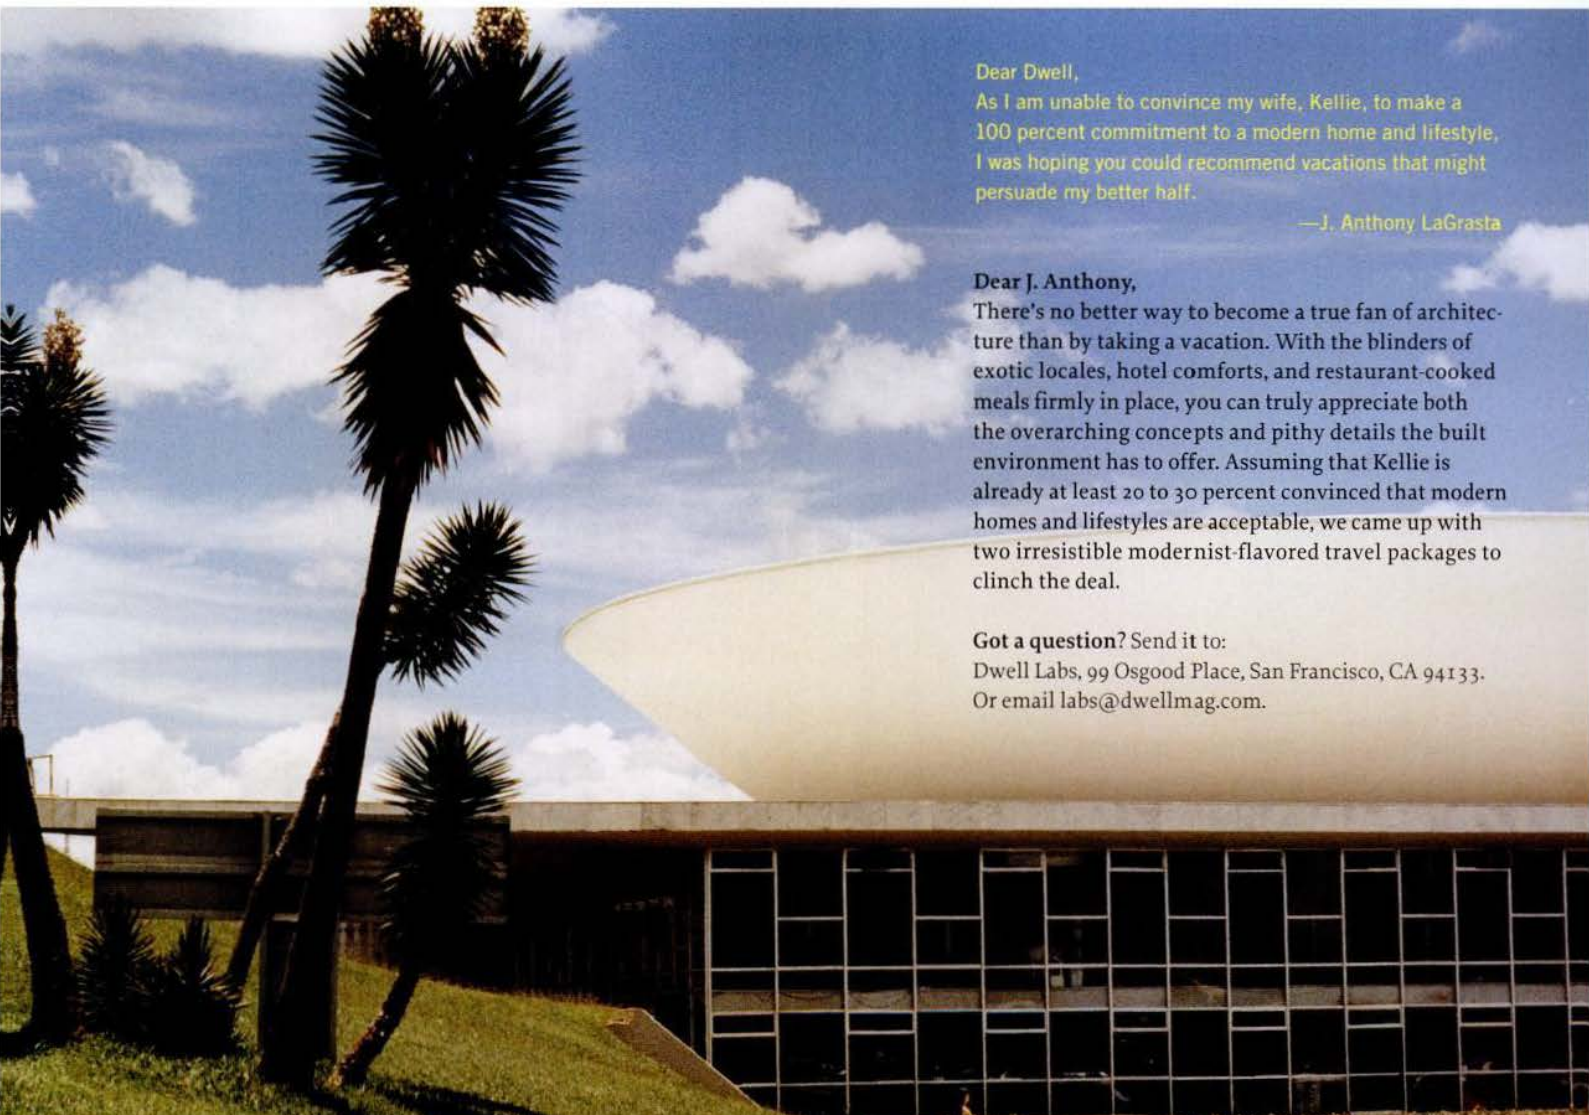 Dear Dwell,
As I am unable to convince my wife, Kellie, to make a
100 percent commitment to a modern home and lifestyle,
I was hoping you could recommend vacations that might
persuade my better half.
—J. Anthony LaGrasta
Dear J. Anthony,
There's no better way to become a true fan of architec-
ture than by taking a vacation. With the blinders of
exotic locales, hotel comforts, and restaurant-cooked
meals firmly in place, you can truly appreciate both
the overarching concepts and pithy details the built
environment has to offer. Assuming that Kellie is
already at least 20 to 30 percent convinced that modern
homes and lifestyles are acceptable, we came up with
two irresistible modernist-flavored travel packages to
clinch the deal.
Got a question? Send it to:
Dwell Labs, 99 Osgood Place, San Francisco, CA 94133.
Or email labs@dwellmag.com.